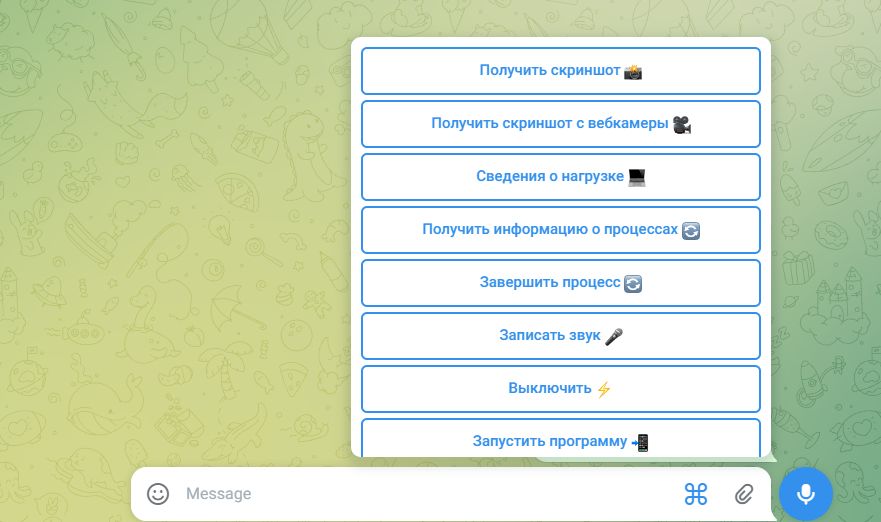 Получить скриншот 📸
Получить скриншот с вебкамеры 🎥
Сведения о нагрузке 💻
Получить информацию о процессах 🔄
Завершить процесс 🔄
Записать звук 🎤
Выключить ⚡
Запустить программу 📲
Message